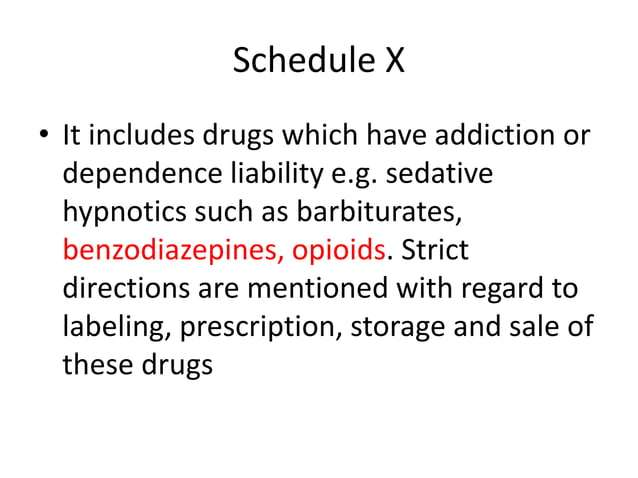 Schedule X
• It includes drugs which have addiction or
dependence liability e.g. sedative
hypnotics such as barbiturates,
benzodiazepines, opioids. Strict
directions are mentioned with regard to
labeling, prescription, storage and sale of
these drugs